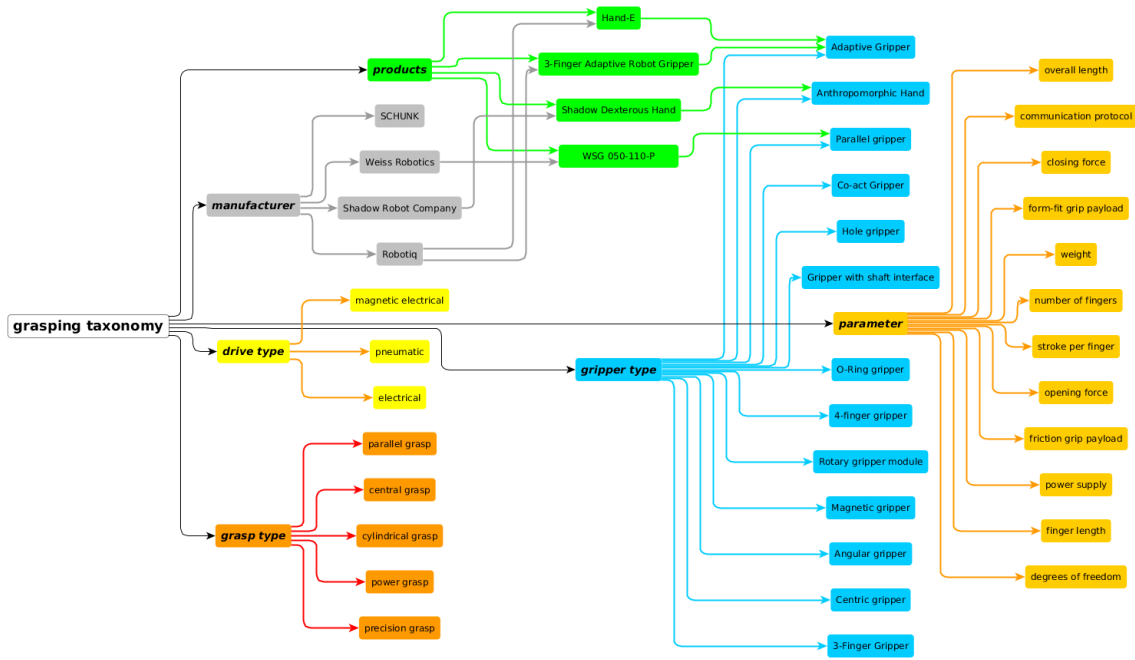 grasping taxonomy
products
Hand-E
3-Finger Adaptive Robot Gripper
Shadow Dexterous Hand
WSG 050-110-P
manufacturer
SCHUNK
Weiss Robotics
Shadow Robot Company
Robotiq
drive type
magnetic electrical
pneumatic
electrical
grasp type
parallel grasp
central grasp
cylindrical grasp
power grasp
precision grasp
gripper type
Adaptive Gripper
Anthropomorphic Hand
Parallel gripper
Co-act Gripper
Hole gripper
Gripper with shaft interface
O-Ring gripper
4-finger gripper
Rotary gripper module
Magnetic gripper
Angular gripper
Centric gripper
3-Finger Gripper
parameter
overall length
communication protocol
closing force
form-fit grip payload
weight
number of fingers
stroke per finger
opening force
friction grip payload
power supply
finger length
degrees of freedom